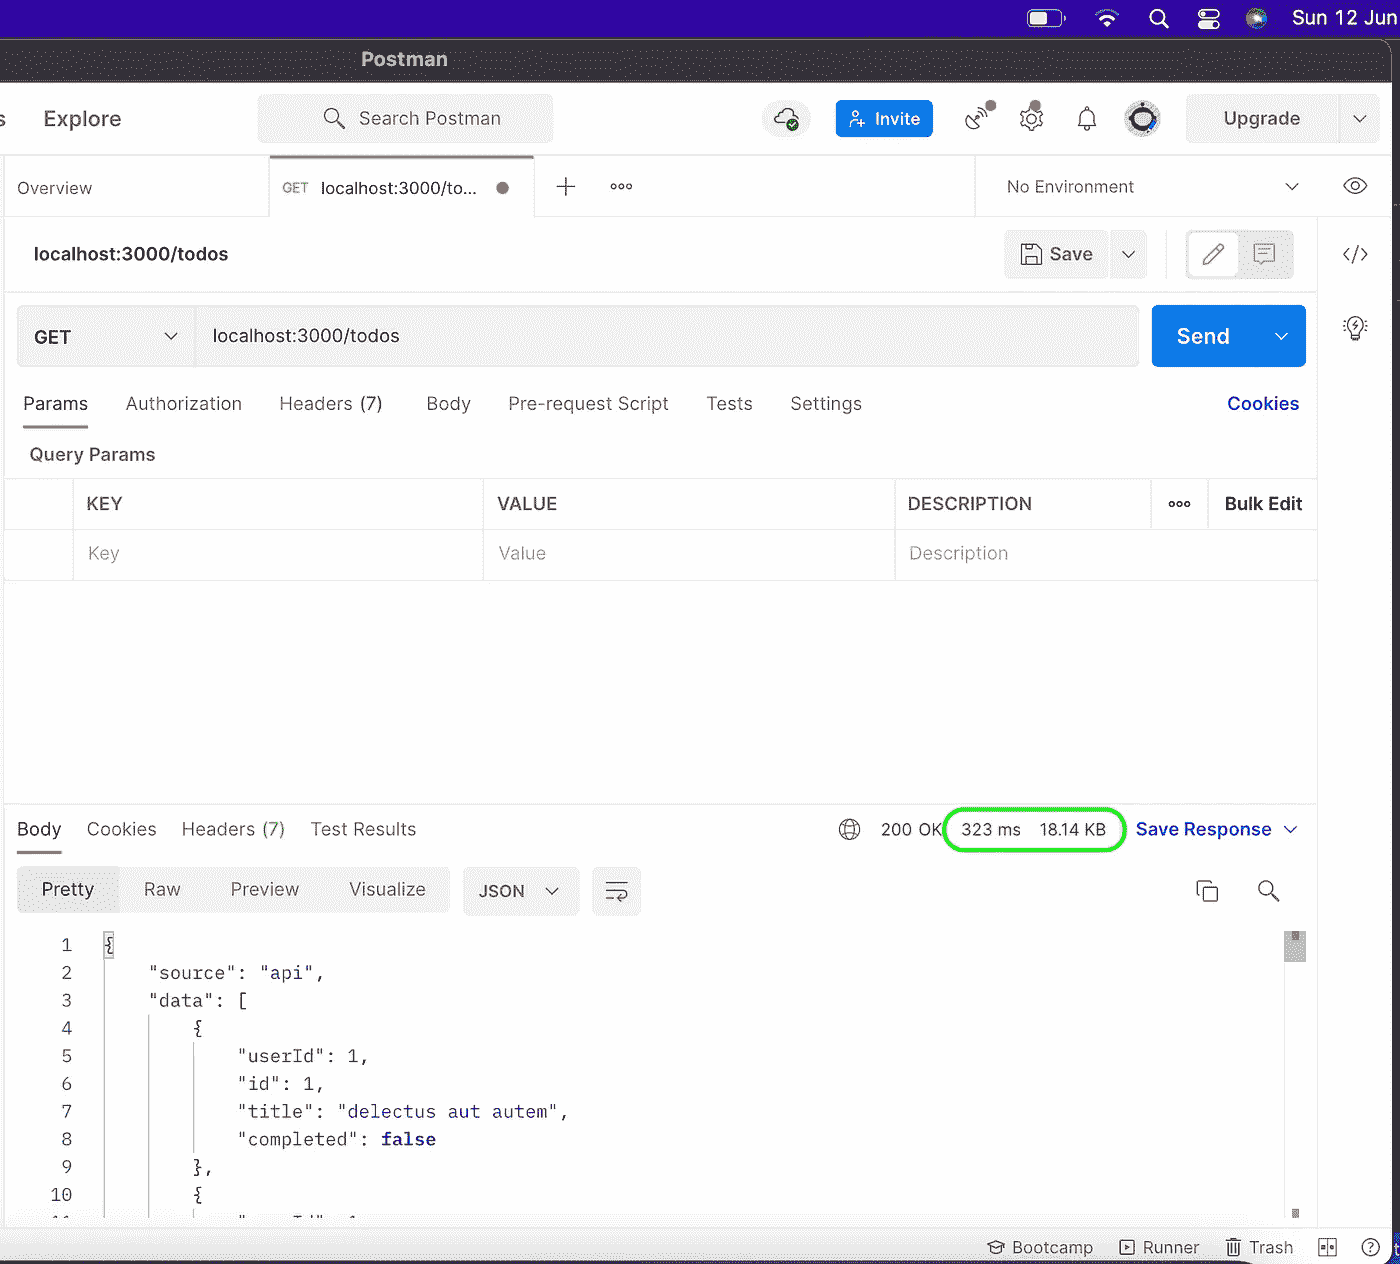 Sun 12 Jun
Postman
s Explore Search Postman Invite Upgrade
Overview GET localhost:3000/to... No Environment
localhost:3000/todos Save </>
GET localhost:3000/todos Send
Params Authorization Headers (7) Body Pre-request Script Tests Settings Cookies
Query Params
KEY VALUE DESCRIPTION Bulk Edit
Key Value Description
Body Cookies Headers (7) Test Results 200 OK 323 ms 18.14 KB Save Response
Pretty Raw Preview Visualize JSON
1 {
2 "source": "api",
3 "data": [
4 {
5 "userId": 1,
6 "id": 1,
7 "title": "delectus aut autem",
8 "completed": false
9 },
10 {
Bootcamp Runner Trash